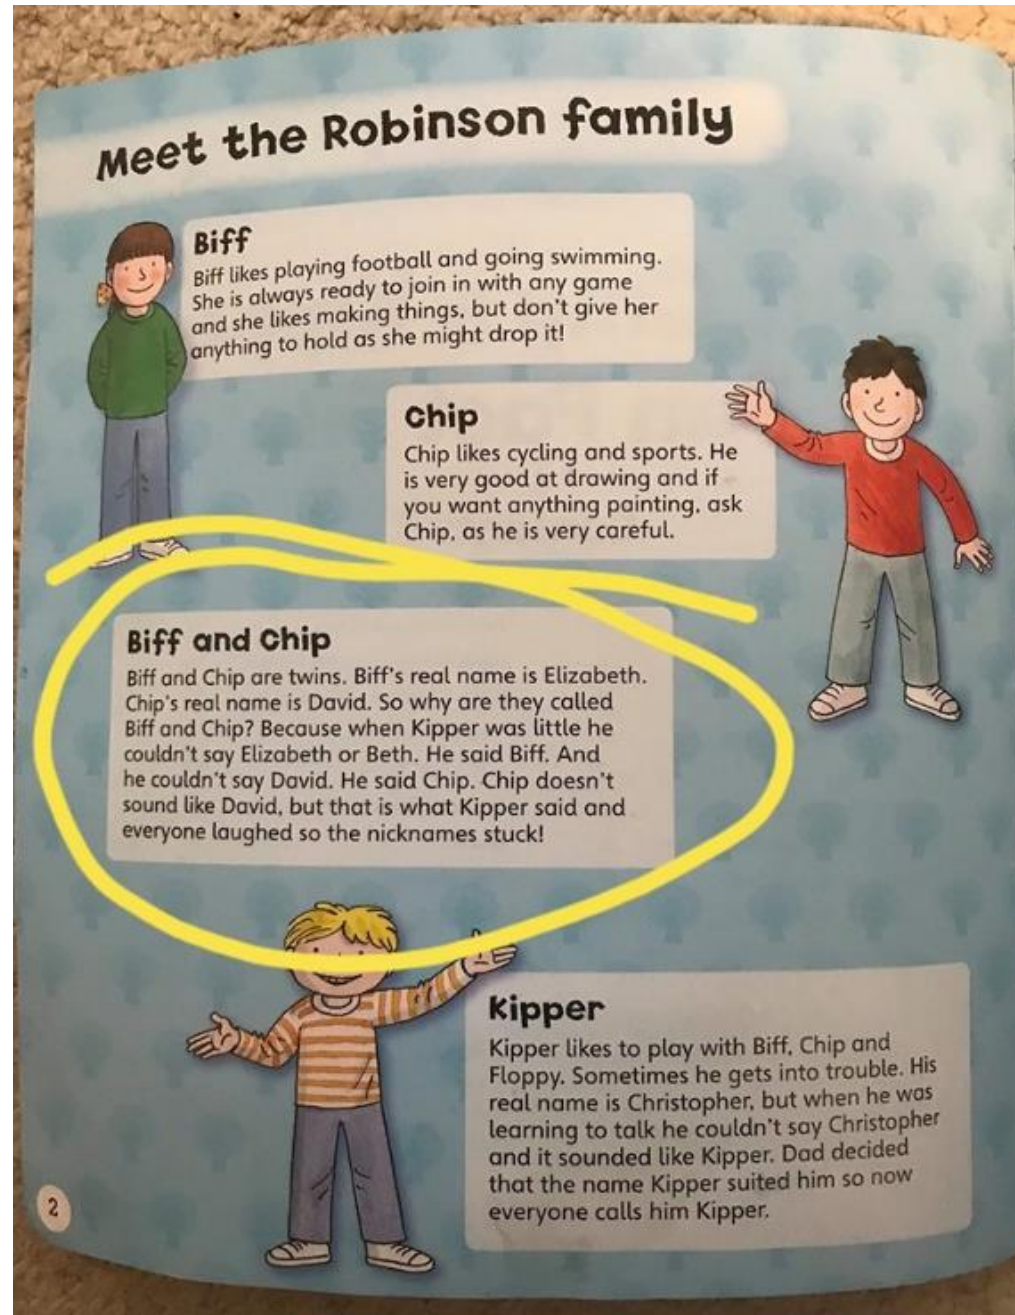 Meet the Robinson family
Biff
Biff likes playing football and going swimming.
She is always ready to join in with any game
and she likes making things, but don't give her
anything to hold as she might drop it!
Chip
Chip likes cycling and sports. He
is very good at drawing and if
you want anything painting, ask
Chip, as he is very careful.
Biff and Chip
Biff and Chip are twins. Biff's real name is Elizabeth.
Chip's real name is David. So why are they called
Biff and Chip? Because when Kipper was little he
couldn't say Elizabeth or Beth. He said Biff. And
he couldn't say David. He said Chip. Chip doesn't
sound like David, but that is what Kipper said and
everyone laughed so the nicknames stuck!
Kipper
Kipper likes to play with Biff, Chip and
Floppy. Sometimes he gets into trouble. His
real name is Christopher, but when he was
learning to talk he couldn't say Christopher
and it sounded like Kipper. Dad decided
that the name Kipper suited him so now
everyone calls him Kipper.
2